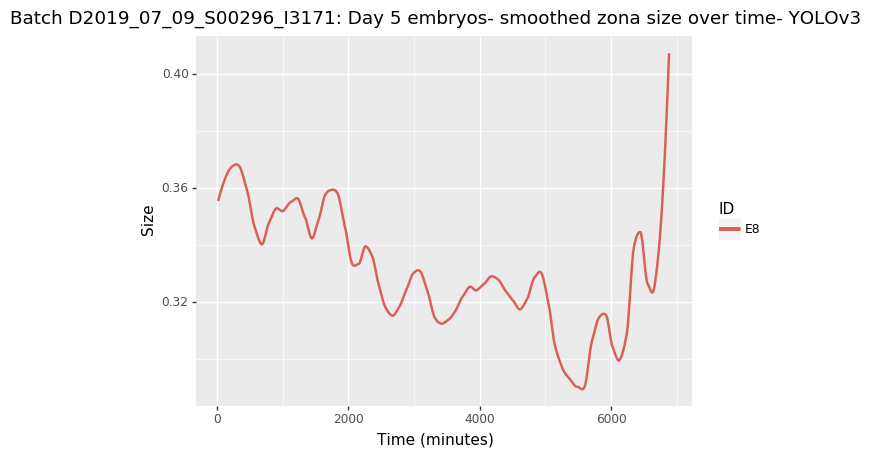 Batch D2019_07_09_S00296_I3171: Day 5 embryos- smoothed zona size over time- YOLOv3
0.40
0.36
0.32
Size
0
2000
4000
6000
Time (minutes)
ID
E8